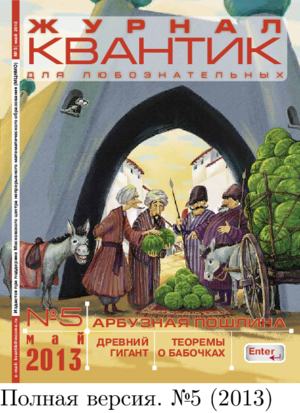 ЖУРНАЛ
КВАНТИК
ДЛЯ ЛЮБОЗНАТЕЛЬНЫХ
№5
МАЙ
2013
АРБУЗНАЯ ПОШЛИНА
ДРЕВНИЙ
ГИГАНТ
ТЕОРЕМЫ
О БАБОЧКАХ
Enter
Полная версия. №5 (2013)